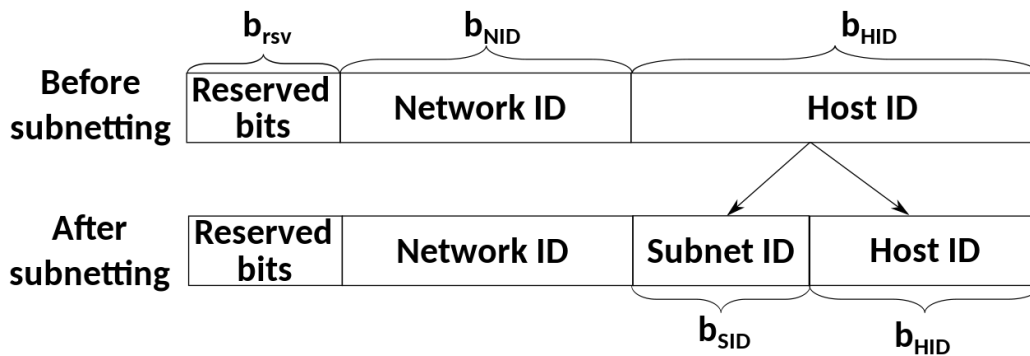 b_rsv b_NID b_HID
Before subnetting
Reserved bits
Network ID
Host ID
After subnetting
Reserved bits
Network ID
Subnet ID
Host ID
b_SID b_HID